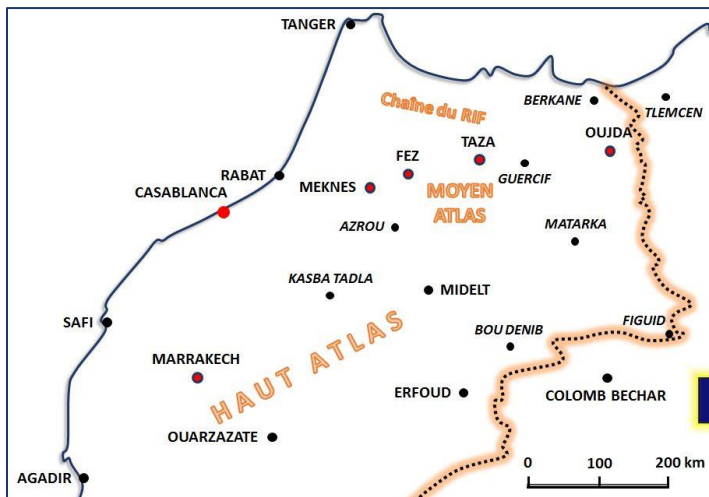 TANGER
Chaîne du RIF
BERKANE
TLEMCEN
OUJDA
TAZA
FEZ
GUERCIF
RABAT
MEKNES
MOYEN
ATLAS
CASABLANCA
AZROU
MATARKA
KASBA TADLA
MIDELT
SAFI
BOU DENIB
FIGUID
HAUT ATLAS
MARRAKECH
ERFOUD
COLOMB BECHAR
OUARZAZATE
AGADIR
0 100 200 km